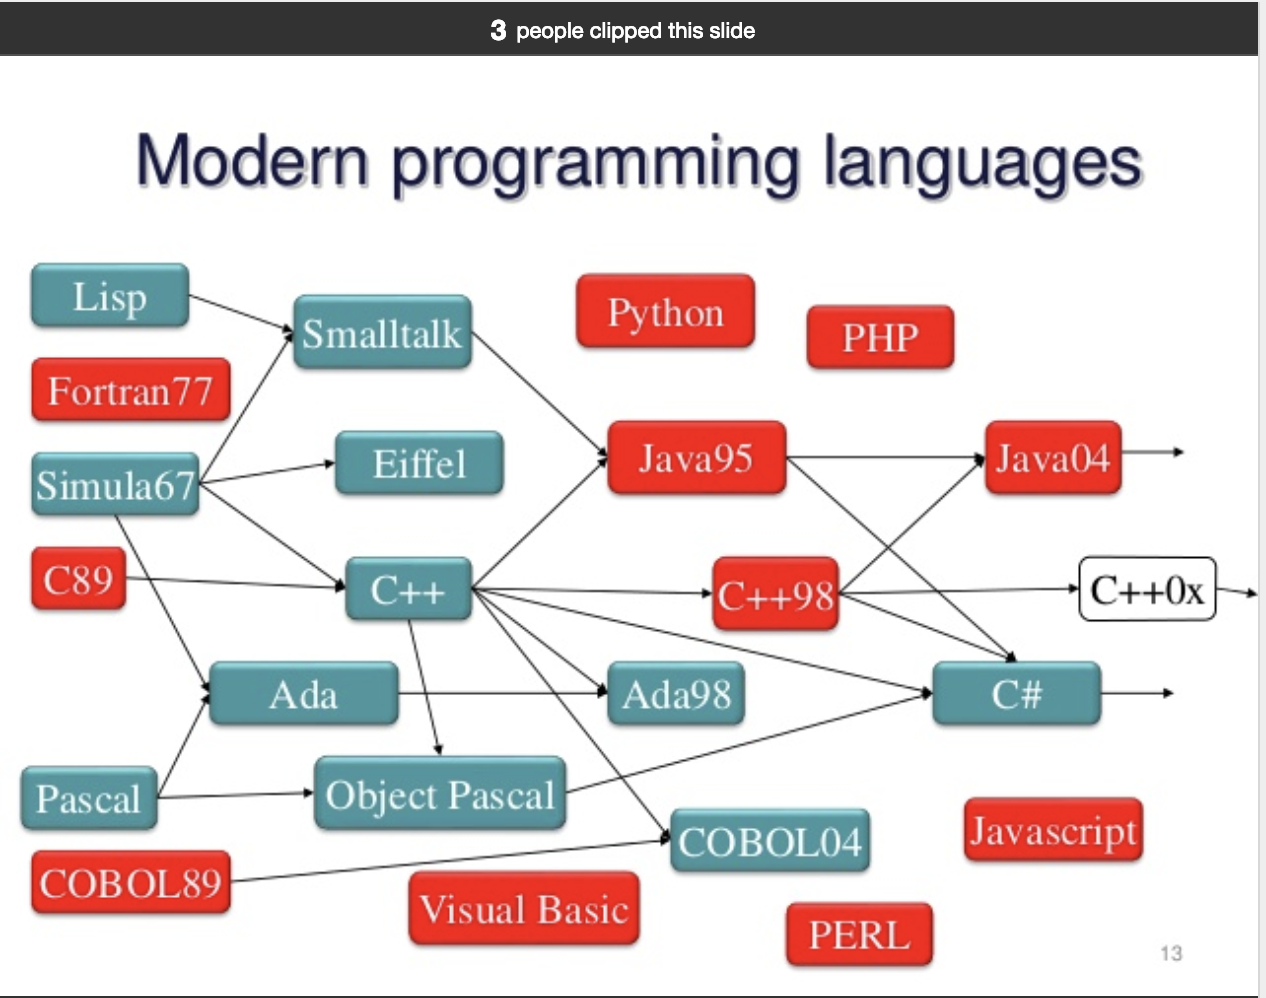 3 people clipped this slide
Modern programming languages
Lisp
Smalltalk
Python
PHP
Fortran77
Simula67
Eiffel
Java95
Java04
C89
C++
C++98
C++0x
Ada
Ada98
C#
Pascal
Object Pascal
COBOL04
Javascript
COBOL89
Visual Basic
PERL
13